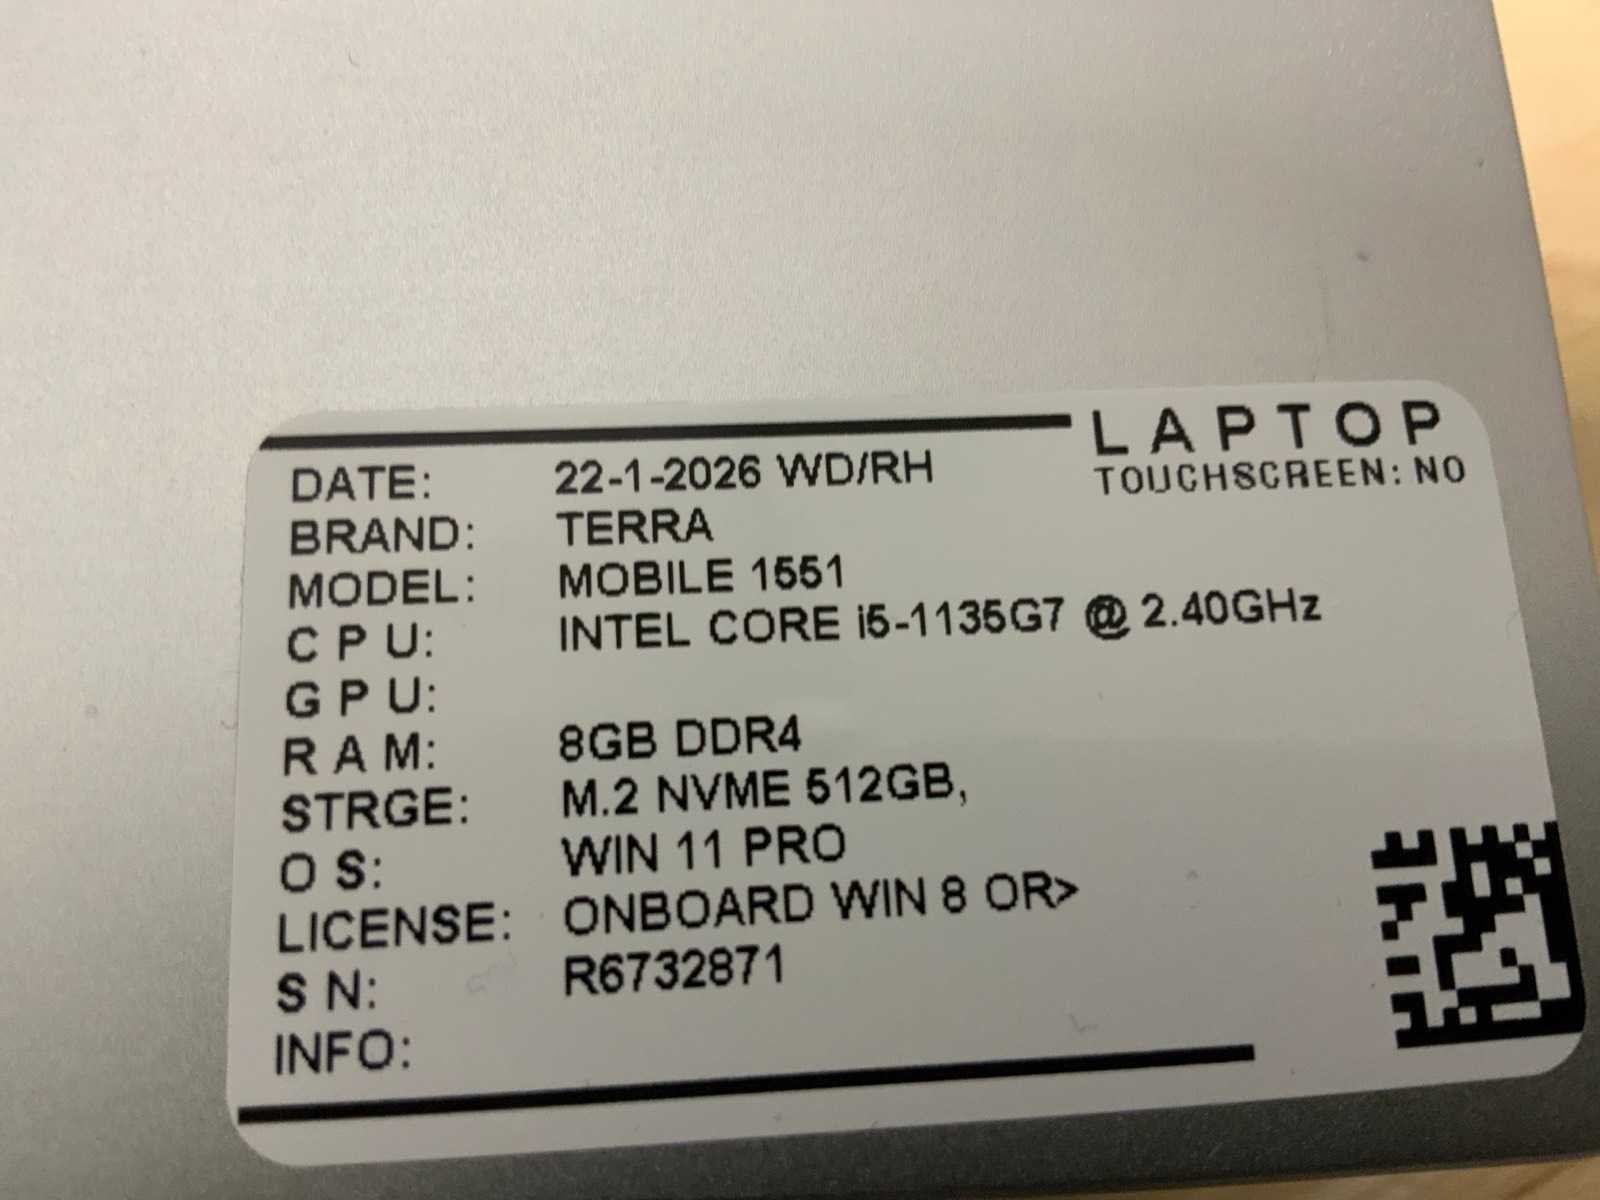 LAPTOP
TOUCHSCREEN: NO
DATE: 22-1-2026 WD/RH
BRAND: TERRA
MODEL: MOBILE 1551
C P U: INTEL CORE i5-1135G7 @ 2.40GHz
G P U:
R A M: 8GB DDR4
STRGE: M.2 NVME 512GB,
O S: WIN 11 PRO
LICENSE: ONBOARD WIN 8 OR>
S N: R6732871
INFO: